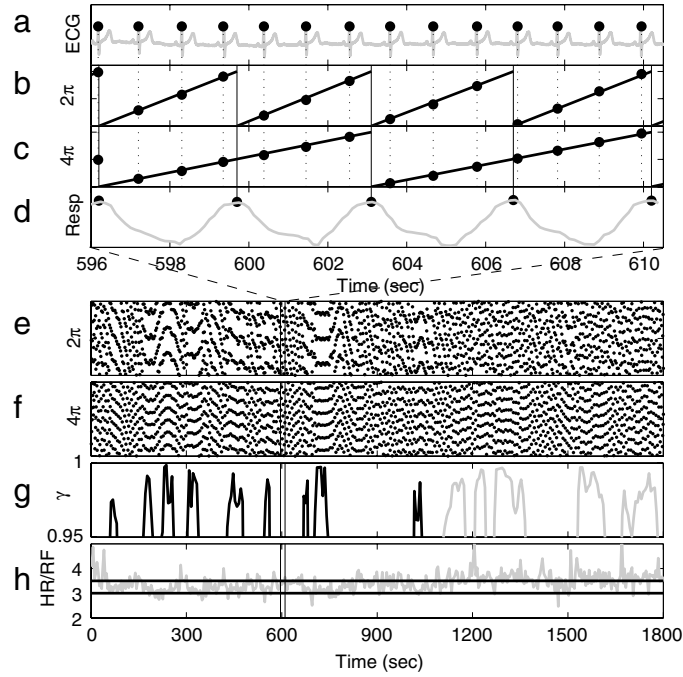 a
ECG
b
2π
c
4π
d
Resp
596 598 600 602 604 606 608 610
Time (sec)
e
2π
f
4π
g
γ
1
0.95
h
HR/RF
4
3
2
0 300 600 900 1200 1500 1800
Time (sec)